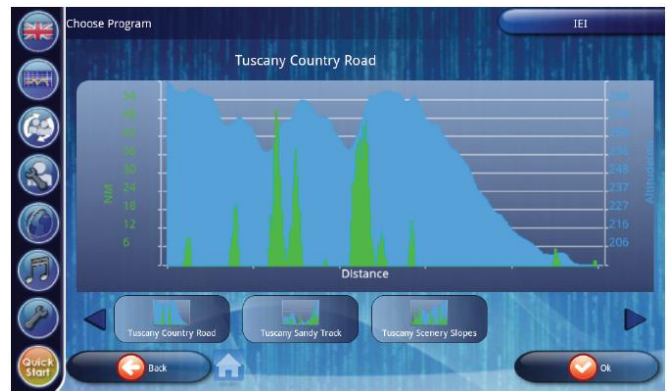 Choose Program
IEI
Tuscany Country Road
30
24
18
12
6
NM
248
237
227
216
206
Distance
Tuscany Country Road
Tuscany Sandy Track
Tuscany Scenery Slopes
Quick
Start
Back
Ok